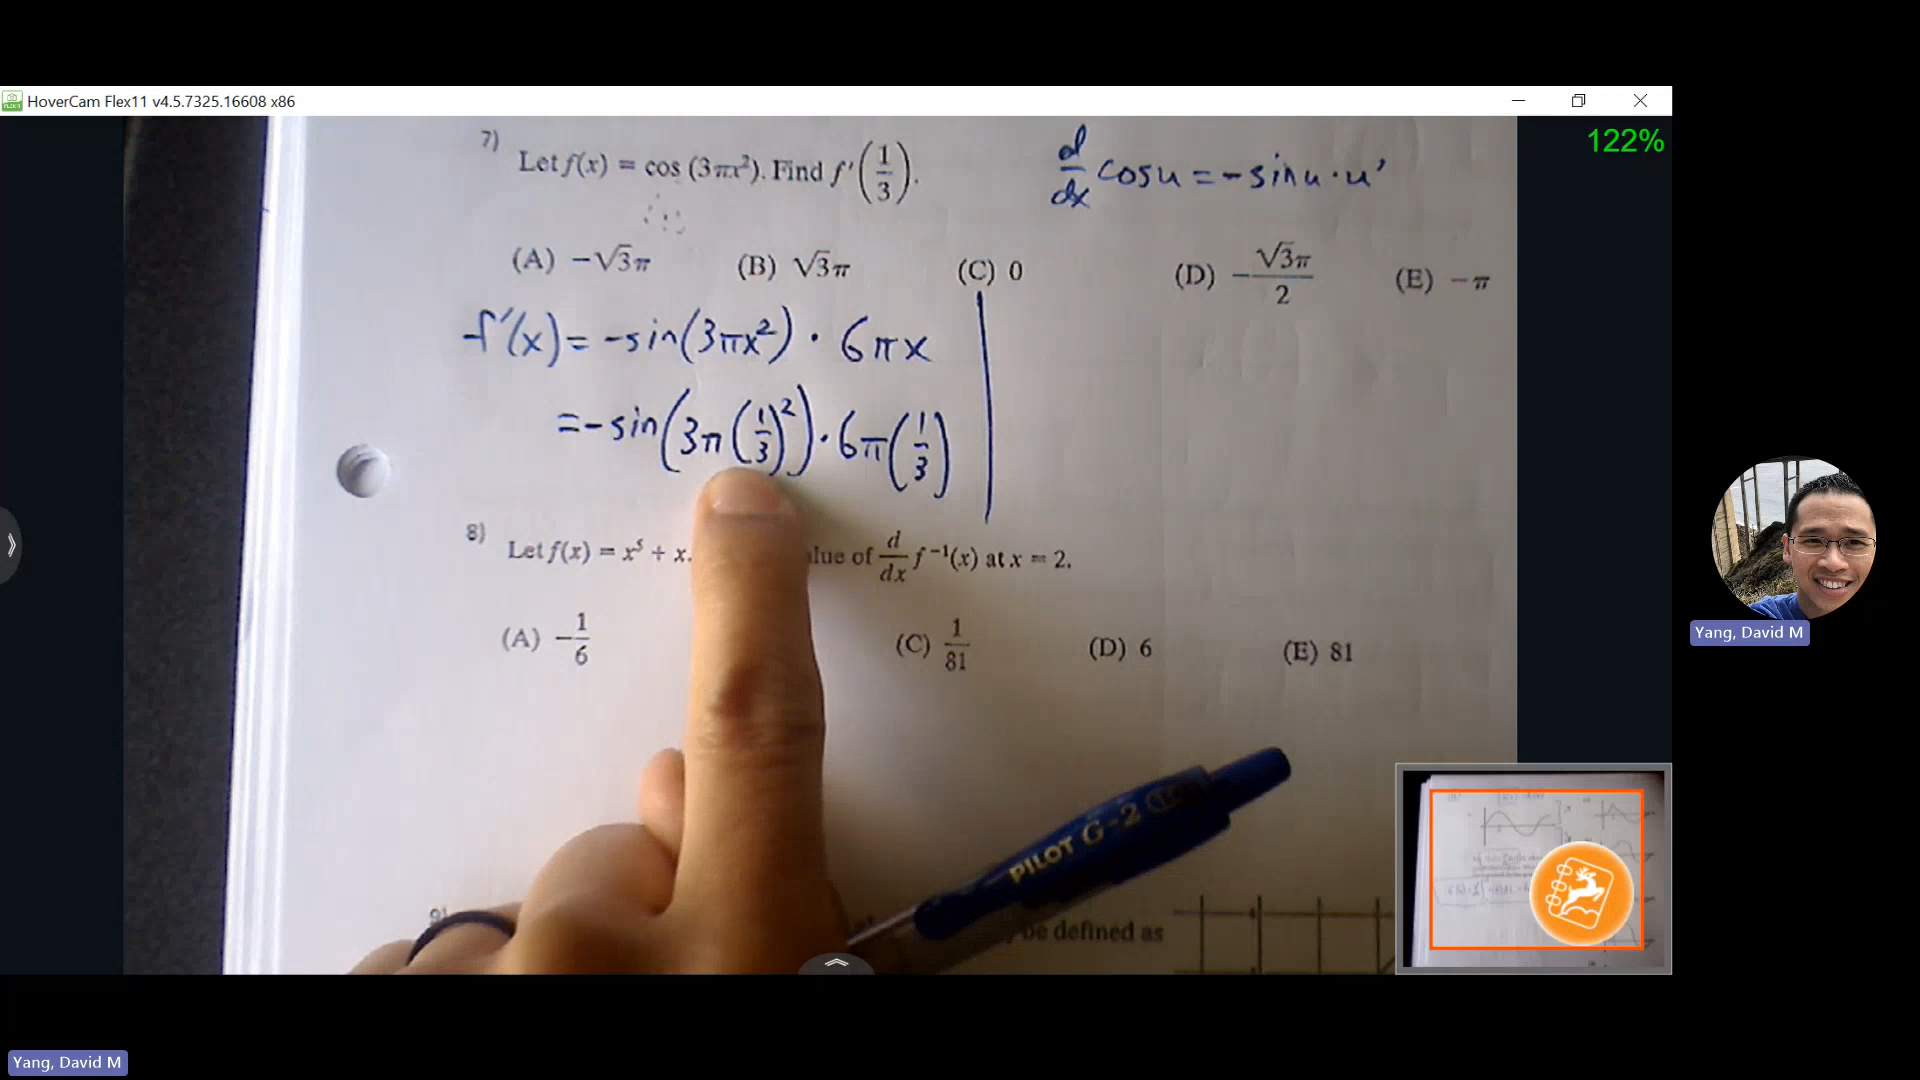 HoverCam Flex11 v4.5.7325.16608 x86
122%
7)
Let f(x) = cos (3πx²). Find f′(1/3).
d/dx cos u = -sin u · u'
(A) −√3π (B) √3π (C) 0 (D) −√3π/2 (E) −π
f'(x) = -sin(3πx²) · 6πx
= -sin(3π(1/3)²) · 6π(1/3)
8)
Let f(x) = x⁵ + x. of d/dx f⁻¹(x) at x = 2.
(A) −1/6 (C) 1/81 (D) 6 (E) 81
PILOT G-2
be defined as
Yang, David M
Yang, David M